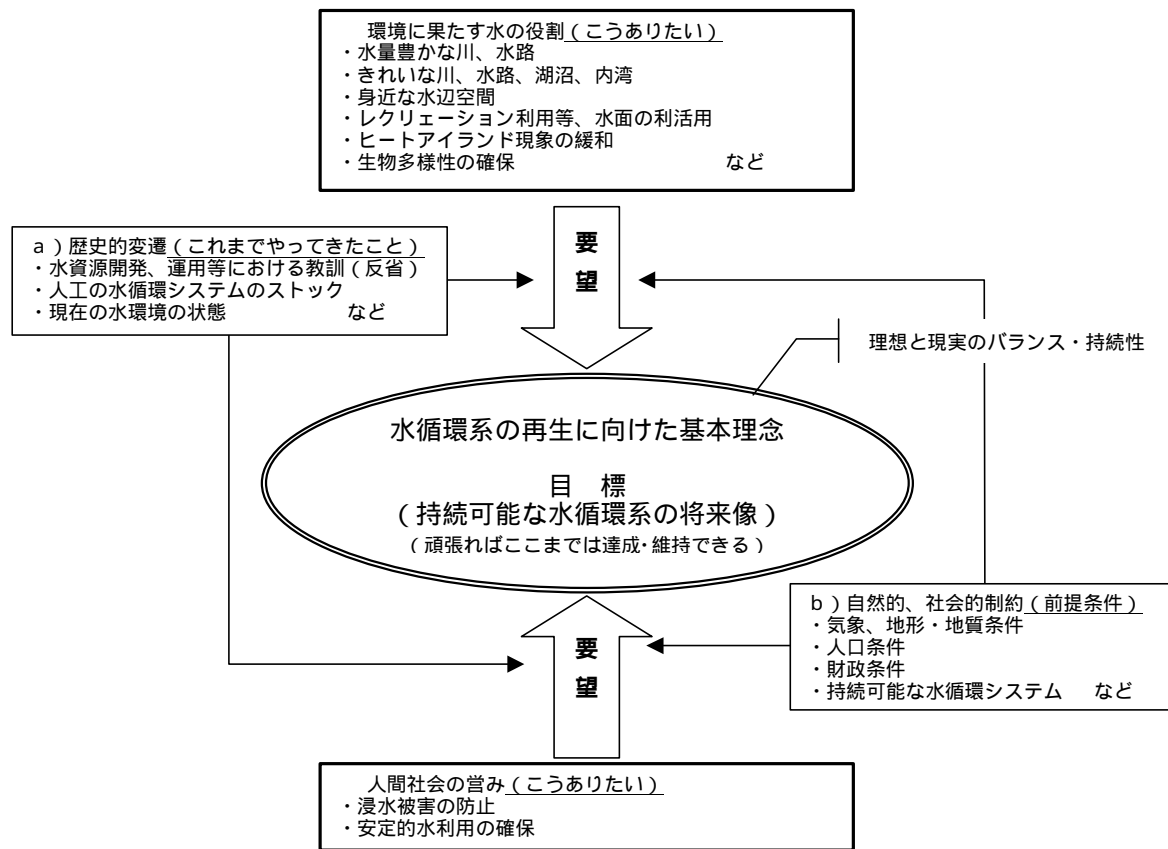 環境に果たす水の役割(こうありたい)
・水量豊かな川、水路
・きれいな川、水路、湖沼、内湾
・身近な水辺空間
・レクリェーション利用等、水面の利活用
・ヒートアイランド現象の緩和
・生物多様性の確保 など
要
望
a)歴史的変遷(これまでやってきたこと)
・水資源開発、運用等における教訓(反省)
・人工の水循環システムのストック
・現在の水環境の状態 など
理想と現実のバランス・持続性
水循環系の再生に向けた基本理念
目 標
(持続可能な水循環系の将来像)
(頑張ればここまでは達成・維持できる)
b)自然的、社会的制約(前提条件)
・気象、地形・地質条件
・人口条件
・財政条件
・持続可能な水循環システム など
要
望
人間社会の営み(こうありたい)
・浸水被害の防止
・安定的水利用の確保